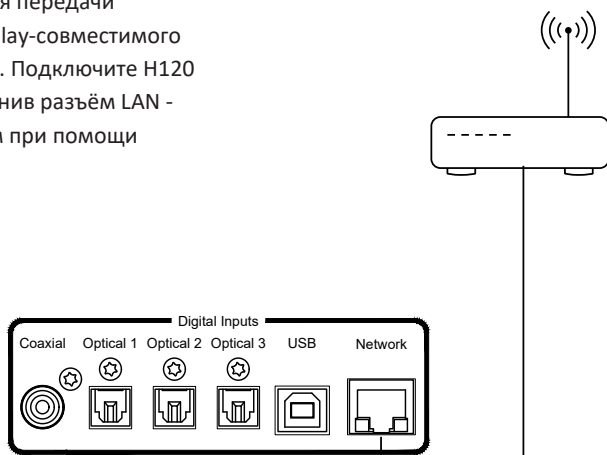 я передачи
lay-совместимого
. Подключите H120
нив разъём LAN -
м при помощи
Digital Inputs
Coaxial Optical 1 Optical 2 Optical 3 USB Network